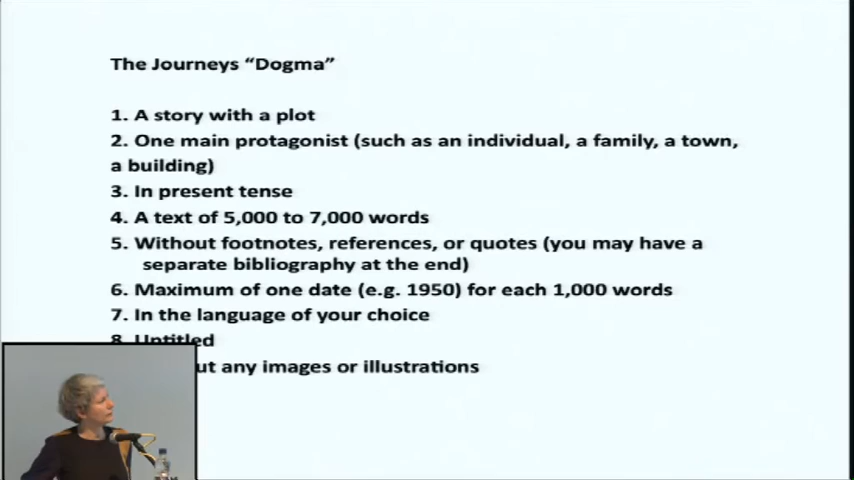 The Journeys “Dogma”
1. A story with a plot
2. One main protagonist (such as an individual, a family, a town,
a building)
3. In present tense
4. A text of 5,000 to 7,000 words
5. Without footnotes, references, or quotes (you may have a
separate bibliography at the end)
6. Maximum of one date (e.g. 1950) for each 1,000 words
7. In the language of your choice
8. Untitled
ut any images or illustrations